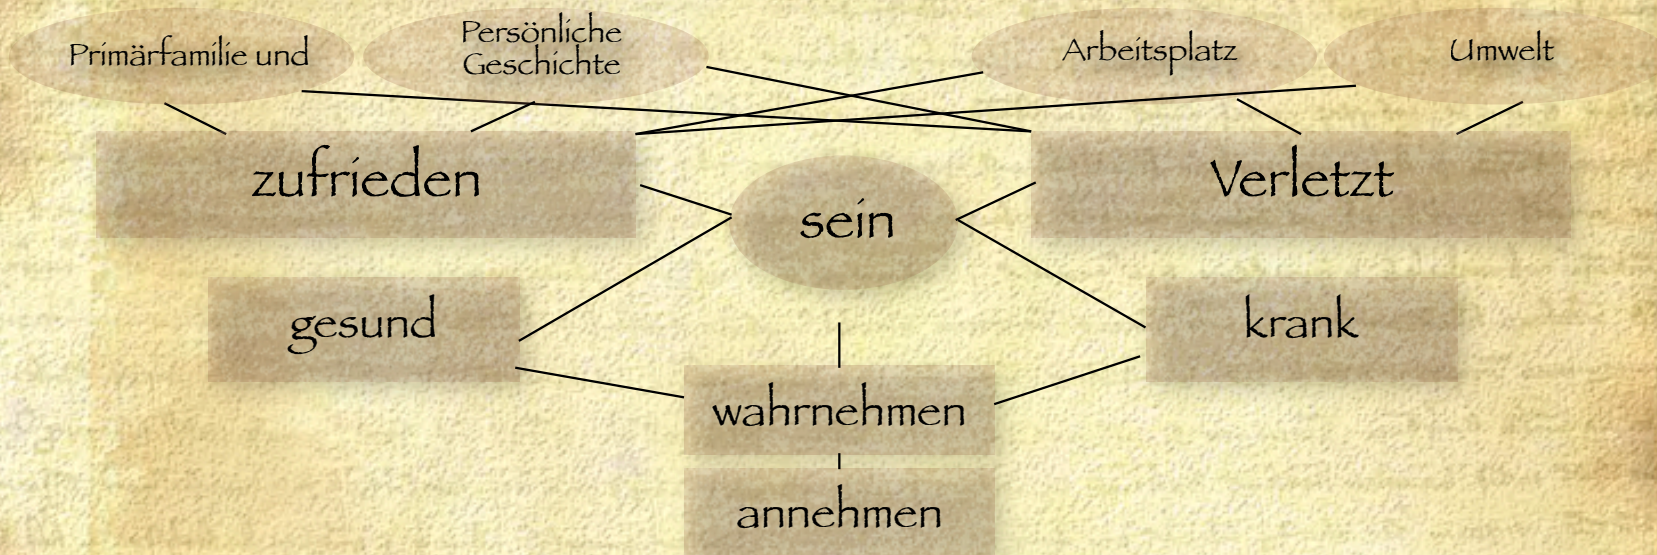 Primärfamilie und
Persönliche
Geschichte
Arbeitsplatz
Umwelt
zufrieden
Verletzt
sein
gesund
krank
wahrnehmen
annehmen